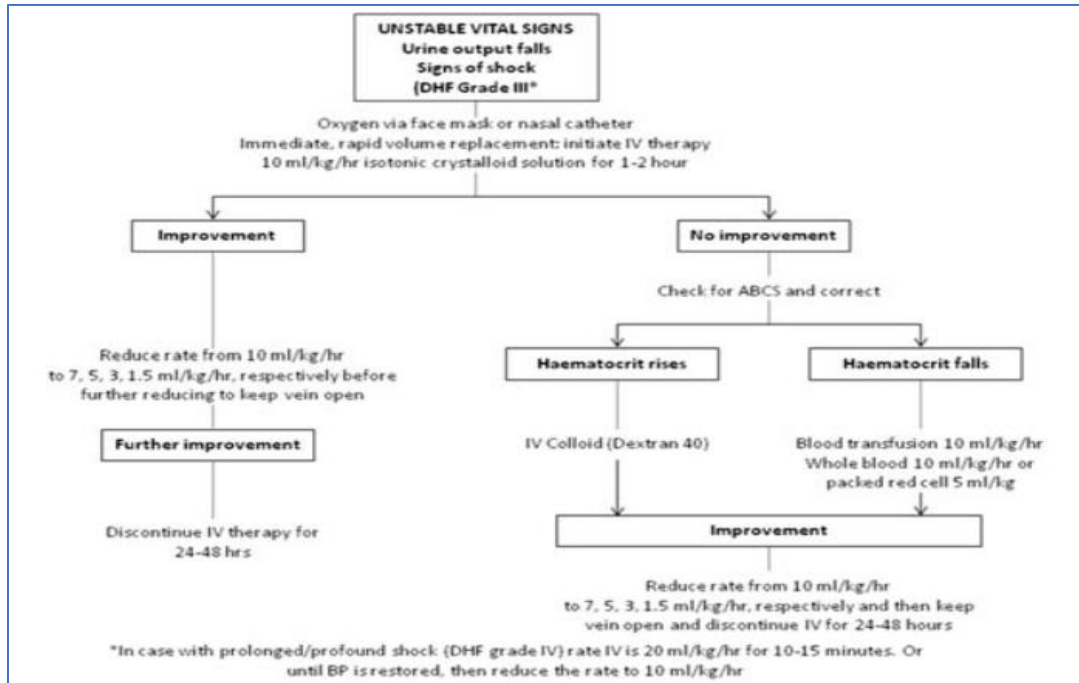 UNSTABLE VITAL SIGNS
Urine output falls
Signs of shock
(DHF Grade III*
Oxygen via face mask or nasal catheter
Immediate, rapid volume replacement: initiate IV therapy
10 ml/kg/hr isotonic crystalloid solution for 1-2 hour
Improvement
No improvement
Check for ABCS and correct
Reduce rate from 10 ml/kg/hr
to 7, 5, 3, 1.5 ml/kg/hr, respectively before
further reducing to keep vein open
Haematocrit rises
Haematocrit falls
Further improvement
IV Colloid (Dextran 40)
Blood transfusion 10 ml/kg/hr
Whole blood 10 ml/kg/hr or
packed red cell 5 ml/kg
Discontinue IV therapy for
24-48 hrs
Improvement
Reduce rate from 10 ml/kg/hr
to 7, 5, 3, 1.5 ml/kg/hr, respectively and then keep
vein open and discontinue IV for 24-48 hours
*In case with prolonged/profound shock (DHF grade IV) rate IV is 20 ml/kg/hr for 10-15 minutes. Or
until BP is restored, then reduce the rate to 10 ml/kg/hr